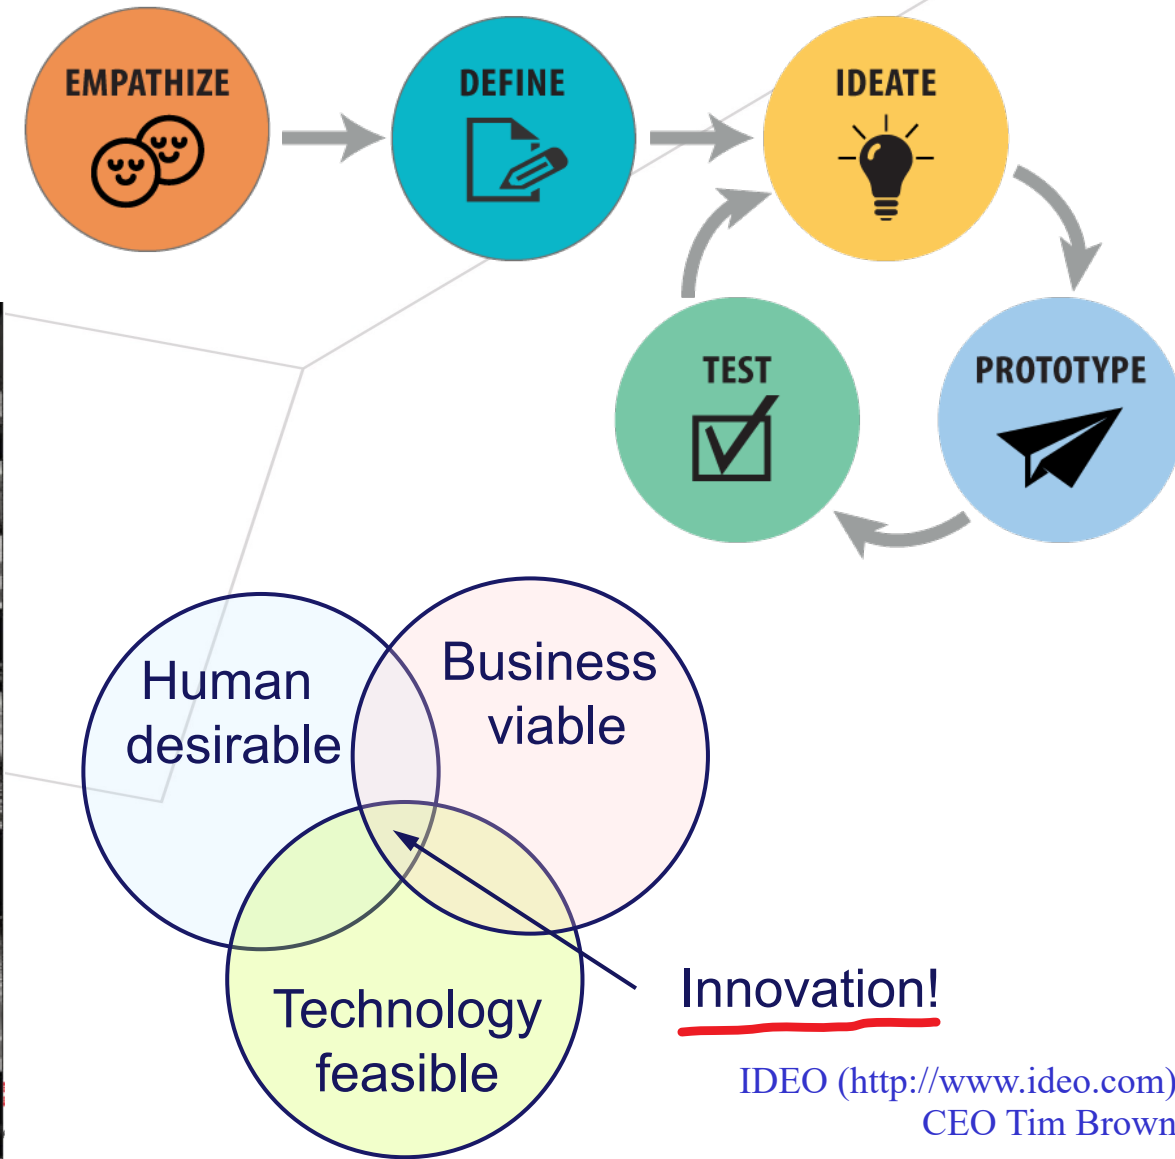 EMPATHIZE
DEFINE
IDEATE
TEST
PROTOTYPE
Human
desirable
Business
viable
Technology
feasible
Innovation!
IDEO (http://www.ideo.com)
CEO Tim Brown